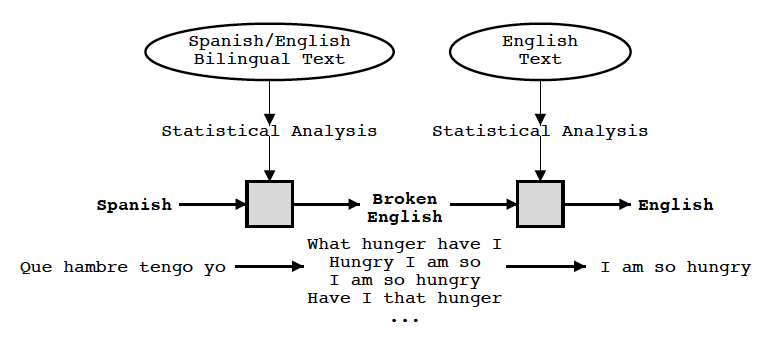 Spanish/English
Bilingual Text
English
Text
Statistical Analysis
Statistical Analysis
Spanish
Broken
English
English
Que hambre tengo yo
What hunger have I
Hungry I am so
I am so hungry
Have I that hunger
...
I am so hungry